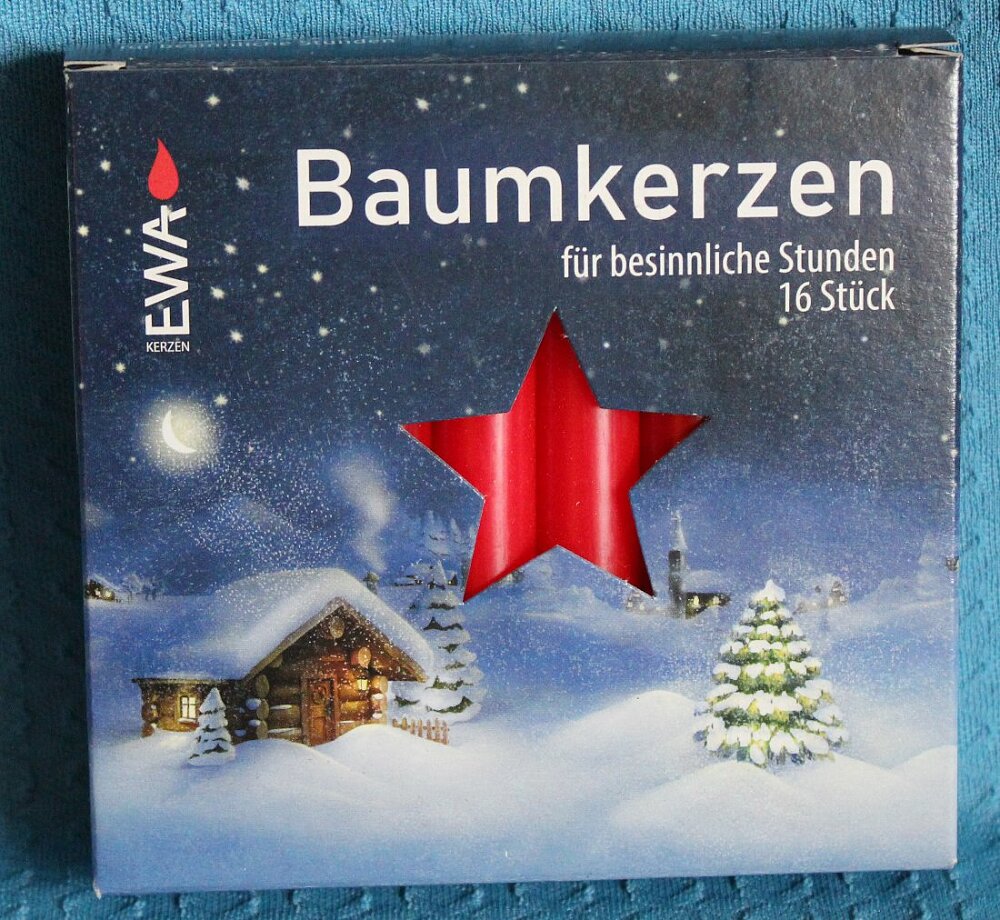 Baumkerzen
für besinnliche Stunden
16 Stück
EWA
KERZEN